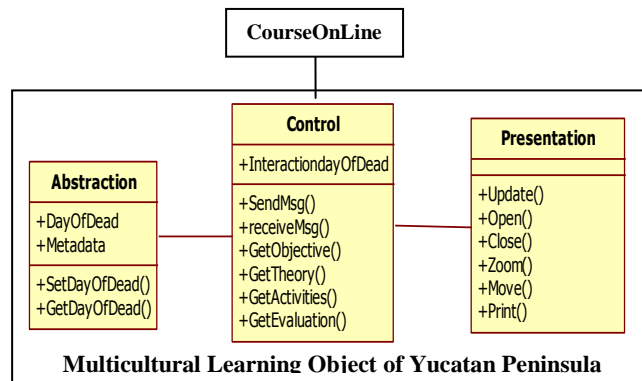 CourseOnLine
Abstraction
+DayOfDead
+Metadata
+SetDayOfDead()
+GetDayOfDead()
Control
+InteractiondayOfDead
+SendMsg()
+receiveMsg()
+GetObjective()
+GetTheory()
+GetActivities()
+GetEvaluation()
Presentation
+Update()
+Open()
+Close()
+Zoom()
+Move()
+Print()
Multicultural Learning Object of Yucatan Peninsula